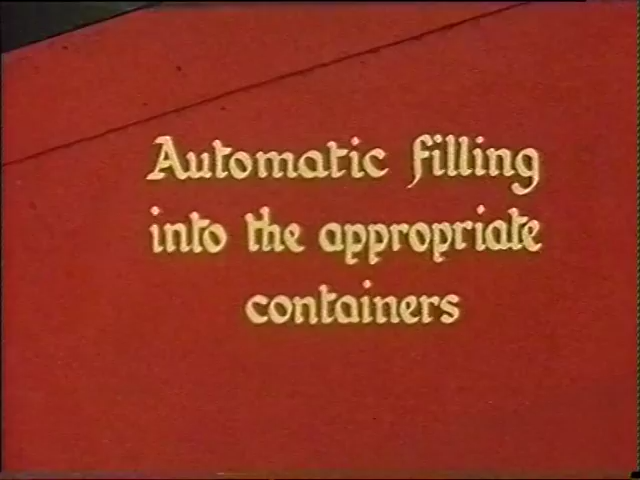 Automatic filling
into the appropriate
containers